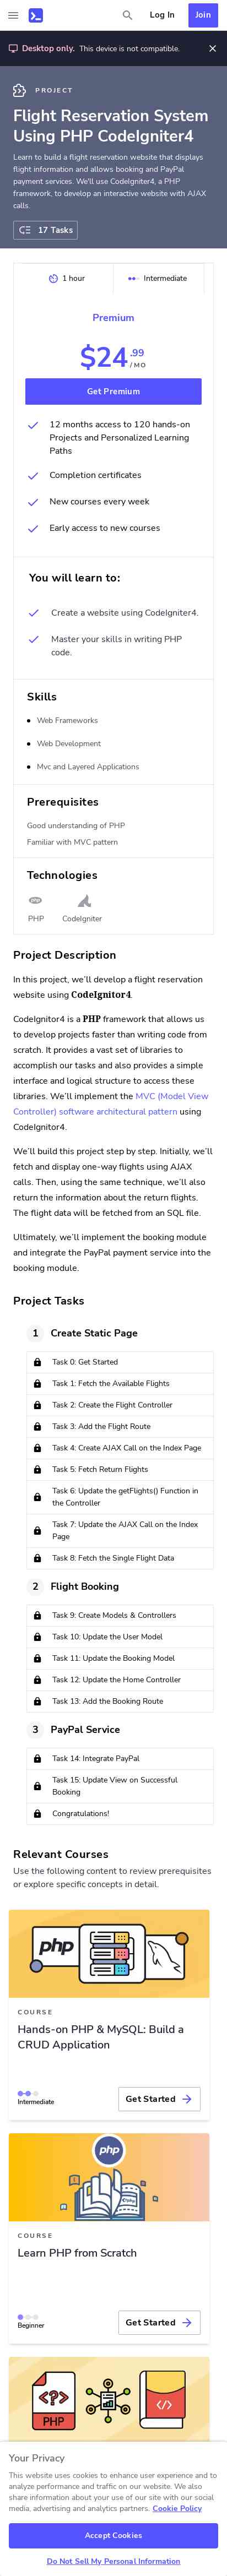 Log In
Join
Desktop only. This device is not compatible.
PROJECT
Flight Reservation System
Using PHP CodeIgniter4
Learn to build a flight reservation website that displays
flight information and allows booking and PayPal
payment services. We'll use CodeIgniter4, a PHP
framework, to develop an interactive website with AJAX
calls.
17 Tasks
1 hour
Intermediate
Premium
$24.99
/ MO
Get Premium
12 months access to 120 hands-on
Projects and Personalized Learning
Paths
Completion certificates
New courses every week
Early access to new courses
You will learn to:
Create a website using CodeIgniter4.
Master your skills in writing PHP
code.
Skills
Web Frameworks
Web Development
Mvc and Layered Applications
Prerequisites
Good understanding of PHP
Familiar with MVC pattern
Technologies
PHP
CodeIgniter
Project Description
In this project, we'll develop a flight reservation
website using CodeIgnitor4.
CodeIgnitor4 is a PHP framework that allows us
to develop projects faster than writing code from
scratch. It provides a vast set of libraries to
accomplish our tasks and also provides a simple
interface and logical structure to access these
libraries. We'll implement the MVC (Model View
Controller) software architectural pattern using
CodeIgnitor4.
We'll build this project step by step. Initially, we'll
fetch and display one-way flights using AJAX
calls. Then, using the same technique, we'll also
return the information about the return flights.
The flight data will be fetched from an SQL file.
Ultimately, we'll implement the booking module
and integrate the PayPal payment service into the
booking module.
Project Tasks
1
Create Static Page
Task 0: Get Started
Task 1: Fetch the Available Flights
Task 2: Create the Flight Controller
Task 3: Add the Flight Route
Task 4: Create AJAX Call on the Index Page
Task 5: Fetch Return Flights
Task 6: Update the getFlights() Function in
the Controller
Task 7: Update the AJAX Call on the Index
Page
Task 8: Fetch the Single Flight Data
2
Flight Booking
Task 9: Create Models & Controllers
Task 10: Update the User Model
Task 11: Update the Booking Model
Task 12: Update the Home Controller
Task 13: Add the Booking Route
3
PayPal Service
Task 14: Integrate PayPal
Task 15: Update View on Successful
Booking
Congratulations!
Relevant Courses
Use the following content to review prerequisites
or explore specific concepts in detail.
php
COURSE
Hands-on PHP & MySQL: Build a
CRUD Application
Intermediate
Get Started
php
COURSE
Learn PHP from Scratch
Beginner
Get Started
<?>
PHP
Your Privacy
This website uses cookies to enhance user experience and to
analyze performance and traffic on our website. We also
share information about your use of our site with our social
media, advertising and analytics partners. Cookie Policy
Accept Cookies
Do Not Sell My Personal Information